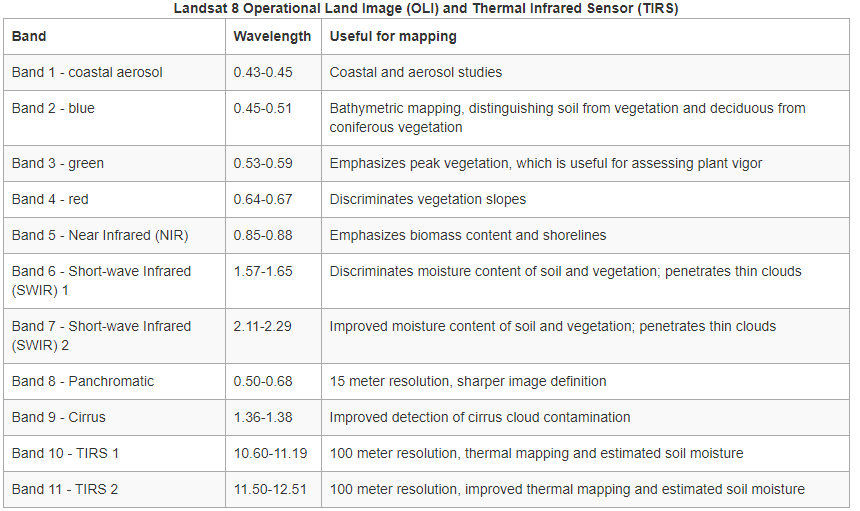 Landsat 8 Operational Land Image (OLI) and Thermal Infrared Sensor (TIRS)
Band Wavelength Useful for mapping
Band 1 - coastal aerosol 0.43-0.45 Coastal and aerosol studies
Band 2 - blue 0.45-0.51 Bathymetric mapping, distinguishing soil from vegetation and deciduous from
coniferous vegetation
Band 3 - green 0.53-0.59 Emphasizes peak vegetation, which is useful for assessing plant vigor
Band 4 - red 0.64-0.67 Discriminates vegetation slopes
Band 5 - Near Infrared (NIR) 0.85-0.88 Emphasizes biomass content and shorelines
Band 6 - Short-wave Infrared 1.57-1.65 Discriminates moisture content of soil and vegetation; penetrates thin clouds
(SWIR) 1
Band 7 - Short-wave Infrared 2.11-2.29 Improved moisture content of soil and vegetation; penetrates thin clouds
(SWIR) 2
Band 8 - Panchromatic 0.50-0.68 15 meter resolution, sharper image definition
Band 9 - Cirrus 1.36-1.38 Improved detection of cirrus cloud contamination
Band 10 - TIRS 1 10.60-11.19 100 meter resolution, thermal mapping and estimated soil moisture
Band 11 - TIRS 2 11.50-12.51 100 meter resolution, improved thermal mapping and estimated soil moisture